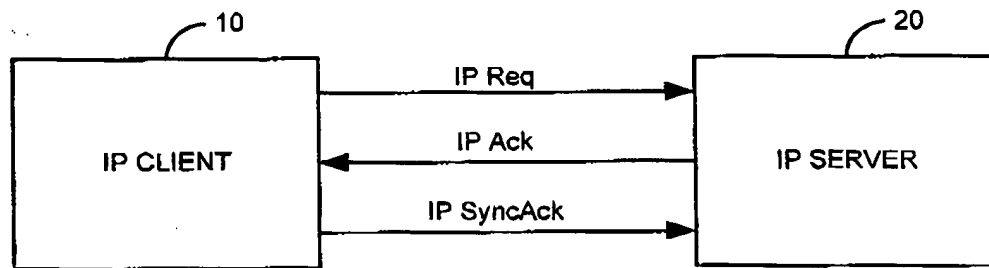 10
20
IP Req
IP CLIENT
IP Ack
IP SERVER
IP SyncAck